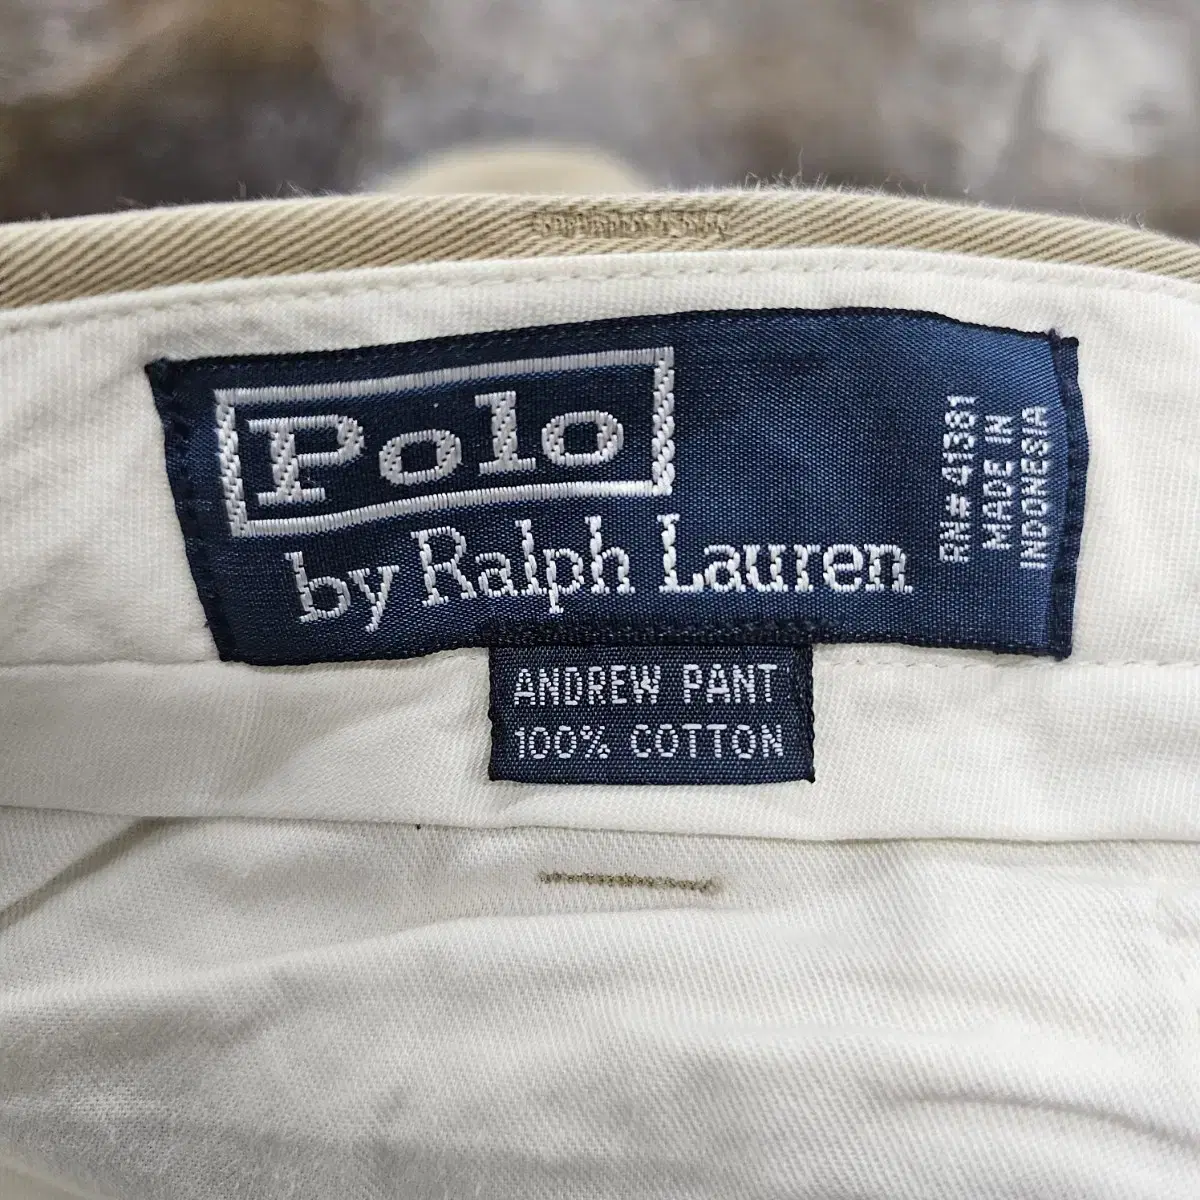 Polo
by Ralph Lauren
RN# 41381
MADE IN
INDONESIA
ANDREW PANT
100% COTTON